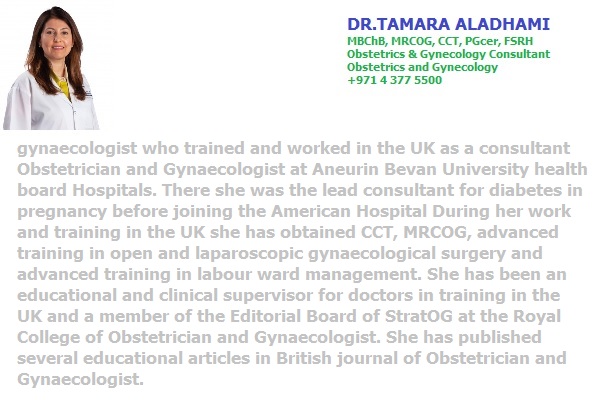 DR.TAMARA ALADHAMI
MBChB, MRCOG, CCT, PGcer, FSRH
Obstetrics & Gynecology Consultant
Obstetrics and Gynecology
+971 4 377 5500
gynaecologist who trained and worked in the UK as a consultant
Obstetrician and Gynaecologist at Aneurin Bevan University health
board Hospitals. There she was the lead consultant for diabetes in
pregnancy before joining the American Hospital During her work
and training in the UK she has obtained CCT, MRCOG, advanced
training in open and laparoscopic gynaecological surgery and
advanced training in labour ward management. She has been an
educational and clinical supervisor for doctors in training in the
UK and a member of the Editorial Board of StratOG at the Royal
College of Obstetrician and Gynaecologist. She has published
several educational articles in British journal of Obstetrician and
Gynaecologist.